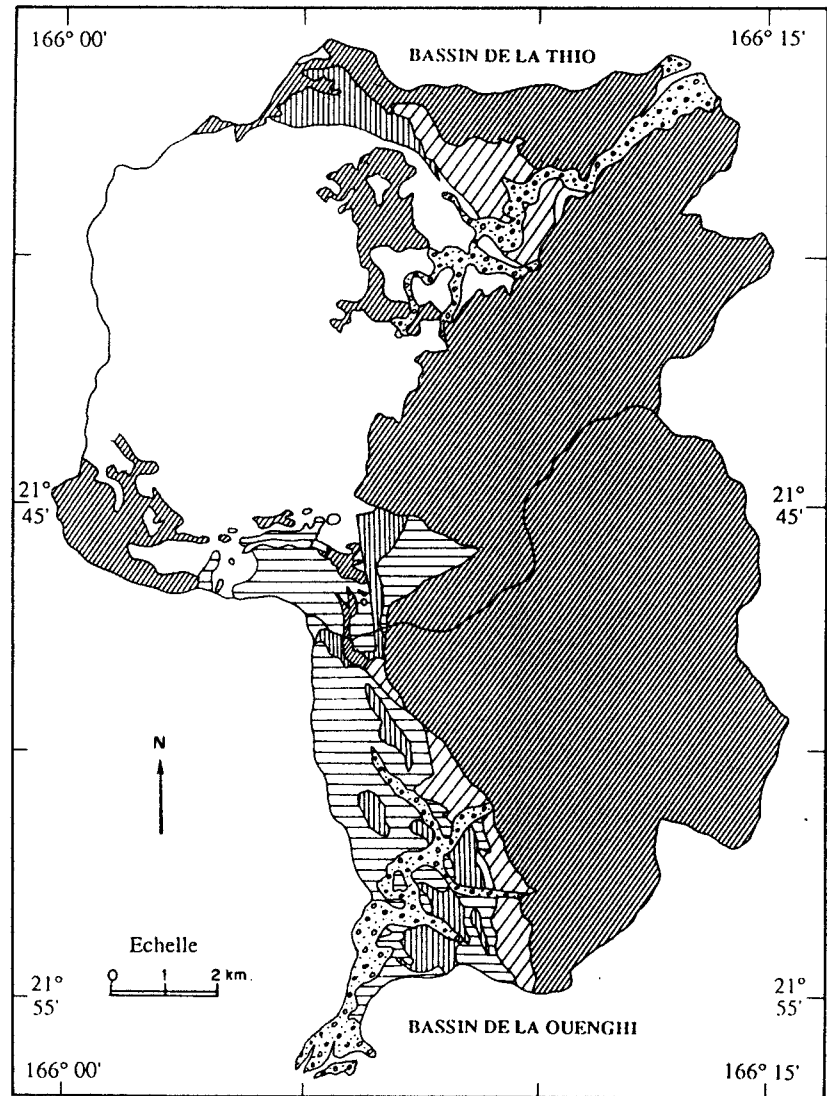 166° 00'
BASSIN DE LA THIO
166° 15'
21°
45'
21°
45'
N
Echelle
0 1 2 km.
21°
55'
21°
55'
BASSIN DE LA OUENGHI
166° 00'
166° 15'